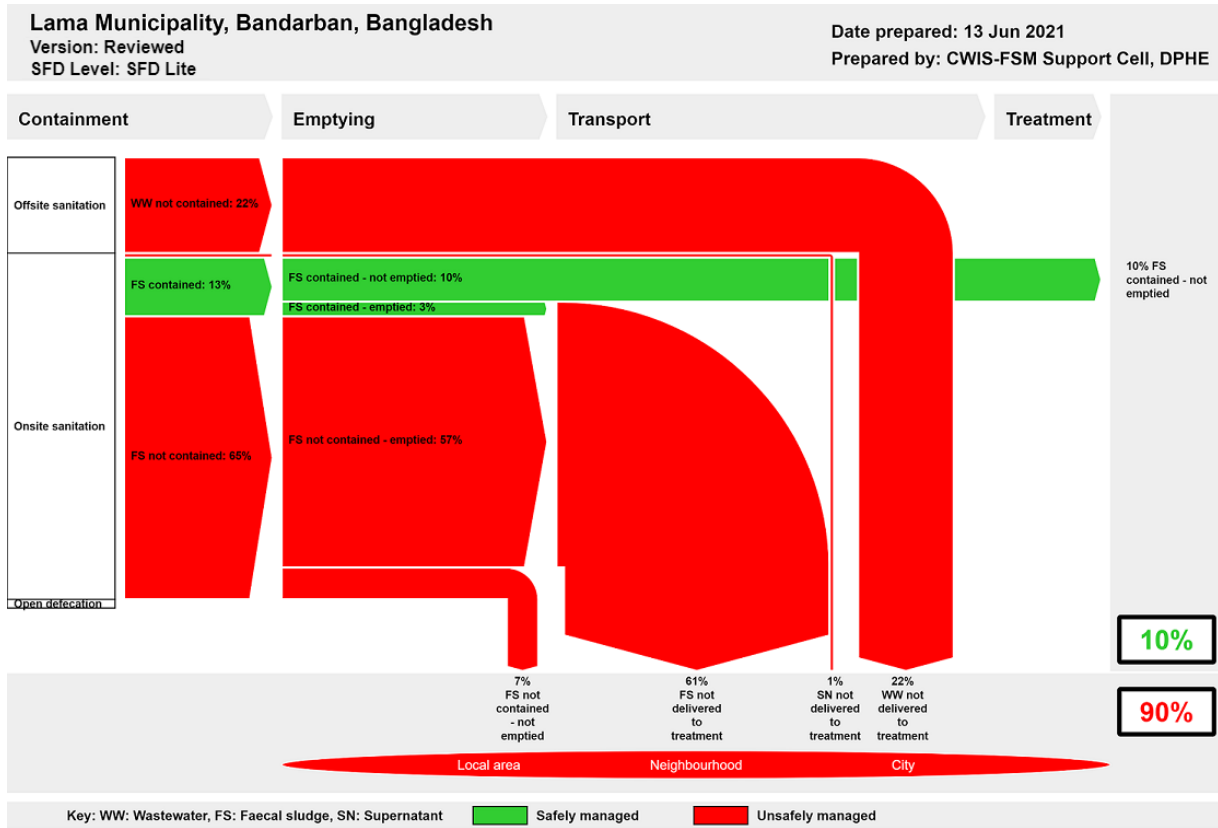 Lama Municipality, Bandarban, Bangladesh
Version: Reviewed
SFD Level: SFD Lite
Date prepared: 13 Jun 2021
Prepared by: CWIS-FSM Support Cell, DPHE
Containment
Emptying
Transport
Treatment
Offsite sanitation
WW not contained: 22%
FS contained: 13%
FS contained - not emptied: 10%
10% FS
contained - not
emptied
FS contained - emptied: 3%
Onsite sanitation
FS not contained: 65%
FS not contained - emptied: 57%
Open defecation
10%
90%
7%
FS not
contained
- not
emptied
61%
FS not
delivered
to
treatment
1%
SN not
delivered
to
treatment
22%
WW not
delivered
to
treatment
Local area
Neighbourhood
City
Key: WW: Wastewater, FS: Faecal sludge, SN: Supernatant
Safely managed
Unsafely managed